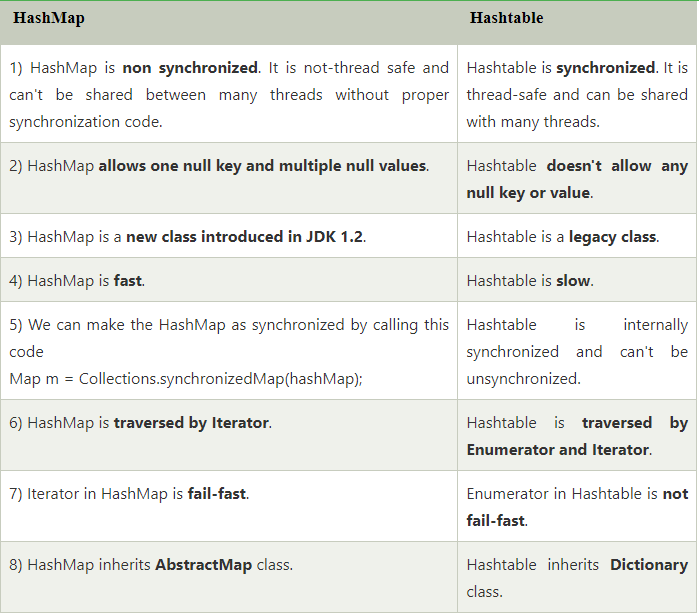 HashMap
Hashtable
1) HashMap is non synchronized. It is not-thread safe and
can't be shared between many threads without proper
synchronization code.
Hashtable is synchronized. It is
thread-safe and can be shared
with many threads.
2) HashMap allows one null key and multiple null values.
Hashtable doesn't allow any
null key or value.
3) HashMap is a new class introduced in JDK 1.2.
Hashtable is a legacy class.
4) HashMap is fast.
Hashtable is slow.
5) We can make the HashMap as synchronized by calling this
code
Map m = Collections.synchronizedMap(hashMap);
Hashtable is internally
synchronized and can't be
unsynchronized.
6) HashMap is traversed by Iterator.
Hashtable is traversed by
Enumerator and Iterator.
7) Iterator in HashMap is fail-fast.
Enumerator in Hashtable is not
fail-fast.
8) HashMap inherits AbstractMap class.
Hashtable inherits Dictionary
class.